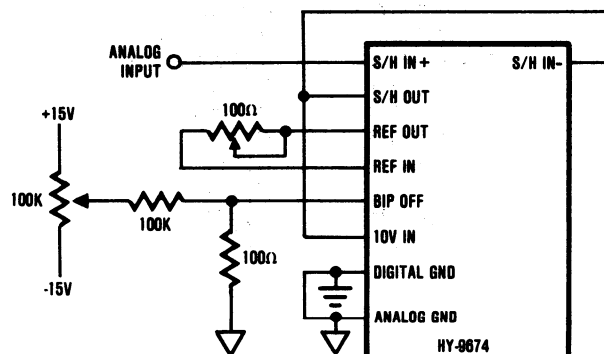 ANALOG
INPUT
S/H IN+
S/H IN-
S/H OUT
100Ω
REF OUT
REF IN
+15V
100K
100K
BIP OFF
10V IN
100Ω
-15V
DIGITAL GND
ANALOG GND
HY-9674